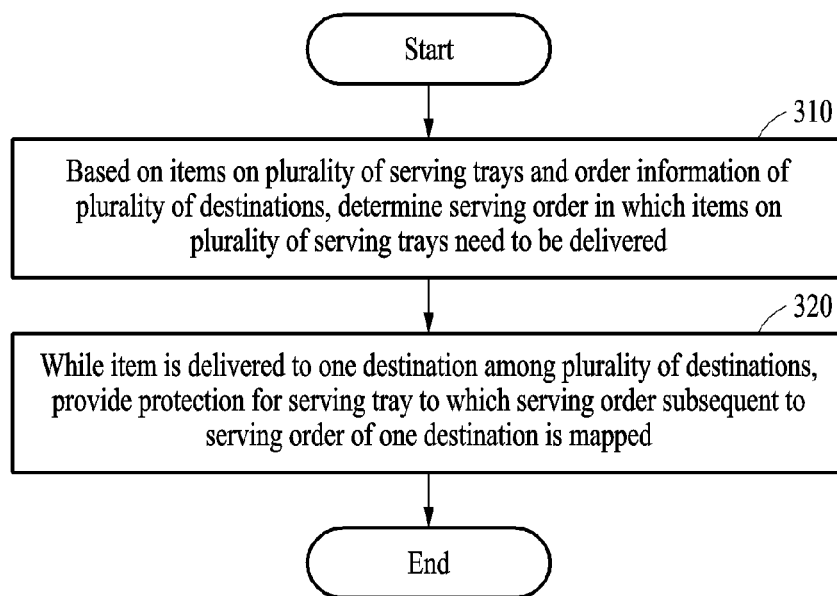 Start
310
Based on items on plurality of serving trays and order information of
plurality of destinations, determine serving order in which items on
plurality of serving trays need to be delivered
320
While item is delivered to one destination among plurality of destinations,
provide protection for serving tray to which serving order subsequent to
serving order of one destination is mapped
End